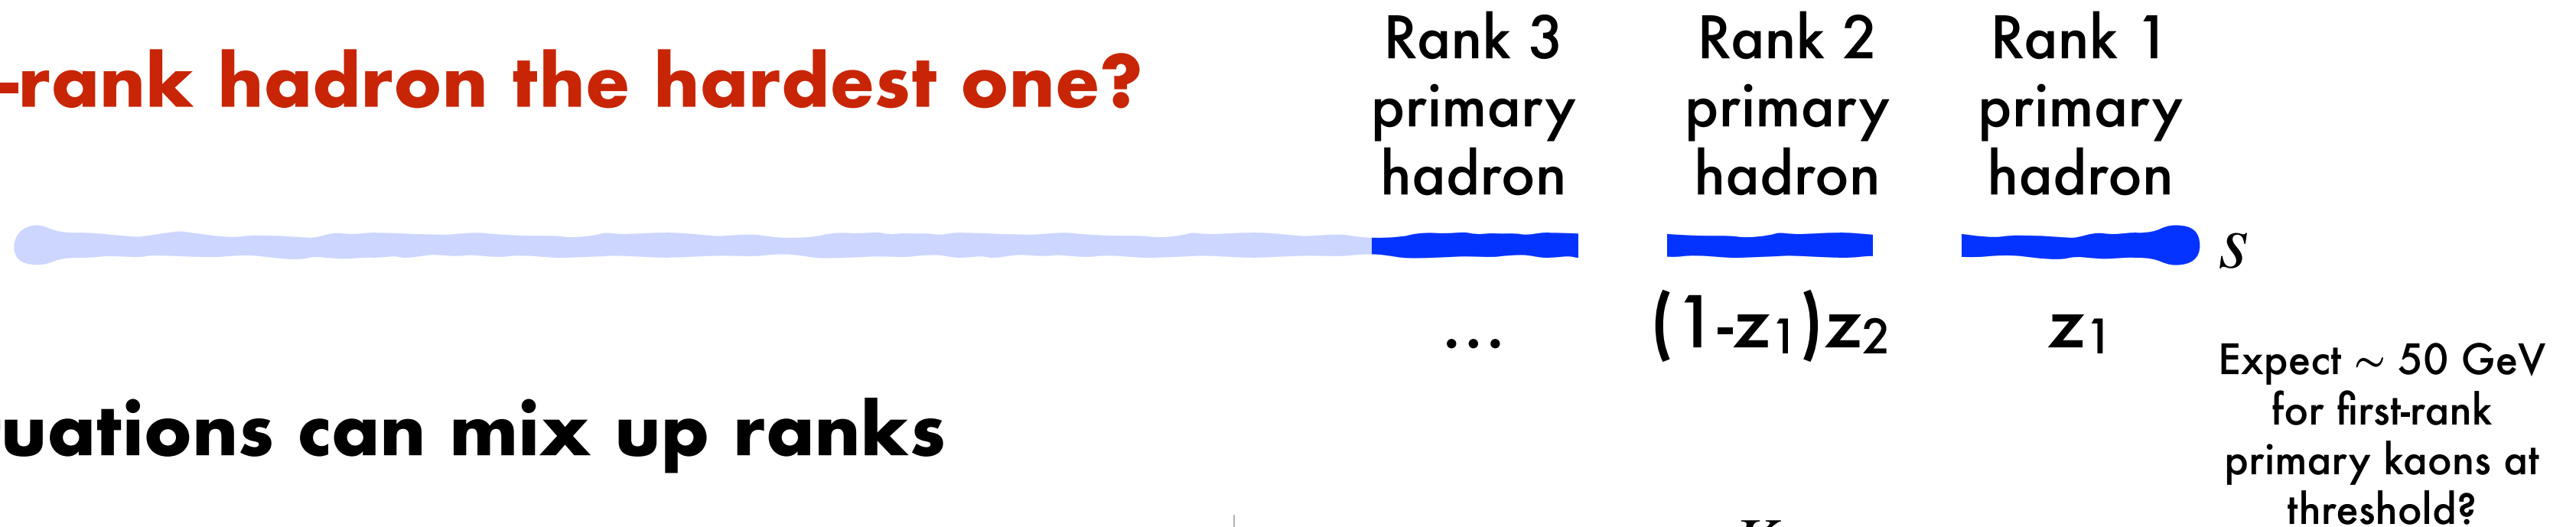 -rank hadron the hardest one?
Rank 3
primary
hadron
Rank 2
primary
hadron
Rank 1
primary
hadron
s
...
(1-z₁)z₂
z₁
Expect ~ 50 GeV
for first-rank
primary kaons at
threshold?
tuations can mix up ranks